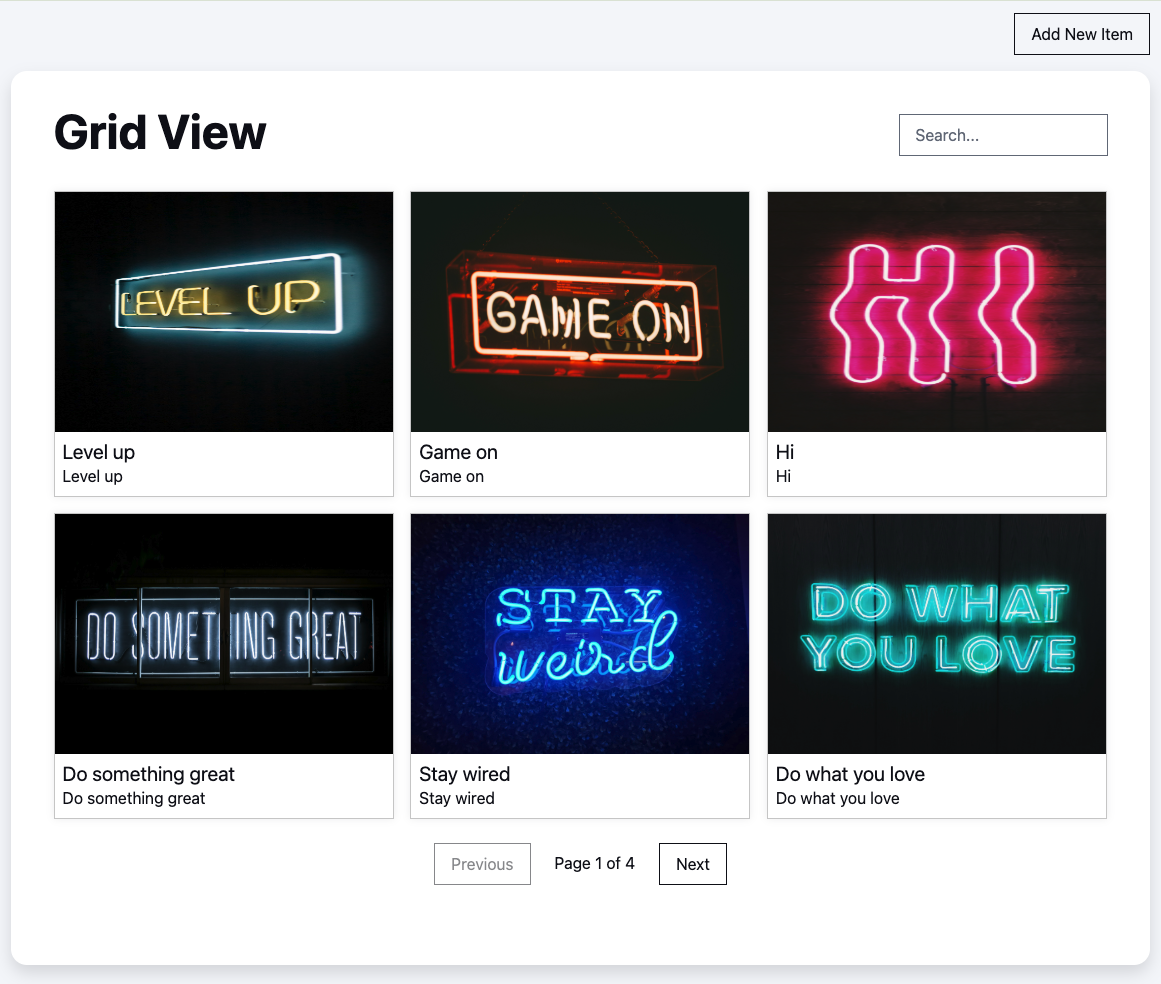 Add New Item
Grid View
Search...
LEVEL UP
GAME ON
HI
Level up
Level up
Game on
Game on
Hi
Hi
DO SOMETHING GREAT
STAY
weird
DO WHAT
YOU LOVE
Do something great
Do something great
Stay wired
Stay wired
Do what you love
Do what you love
Previous
Page 1 of 4
Next